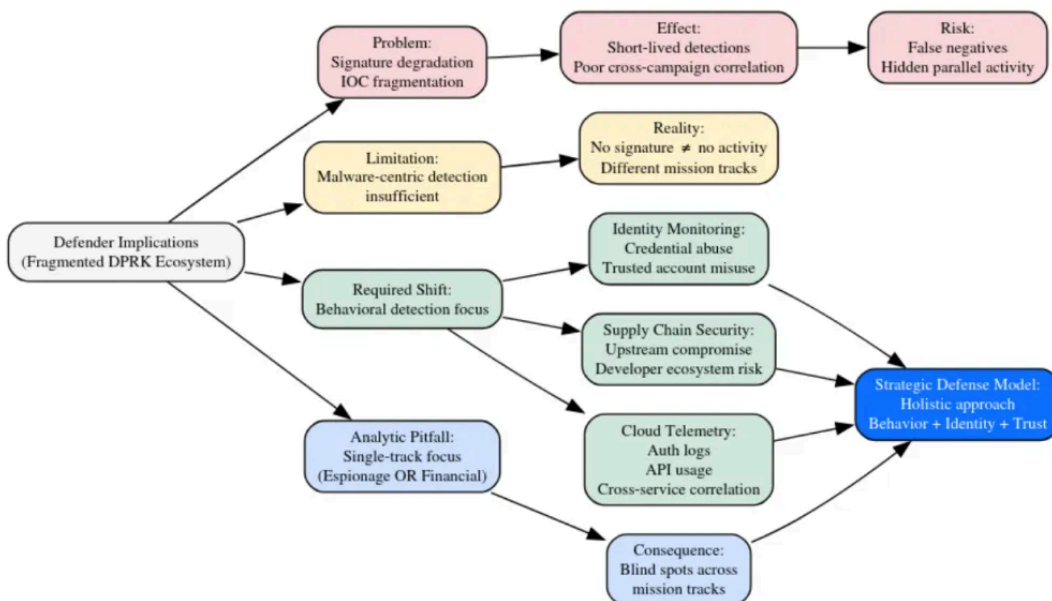 Problem:
Signature degradation
IOC fragmentation
Effect:
Short-lived detections
Poor cross-campaign correlation
Risk:
False negatives
Hidden parallel activity
Limitation:
Malware-centric detection
insufficient
Reality:
No signature ≠ no activity
Different mission tracks
Defender Implications
(Fragmented DPRK Ecosystem)
Required Shift:
Behavioral detection focus
Identity Monitoring:
Credential abuse
Trusted account misuse
Supply Chain Security:
Upstream compromise
Developer ecosystem risk
Cloud Telemetry:
Auth logs
API usage
Cross-service correlation
Analytic Pitfall:
Single-track focus
(Espionage OR Financial)
Consequence:
Blind spots across
mission tracks
Strategic Defense Model:
Holistic approach
Behavior + Identity + Trust